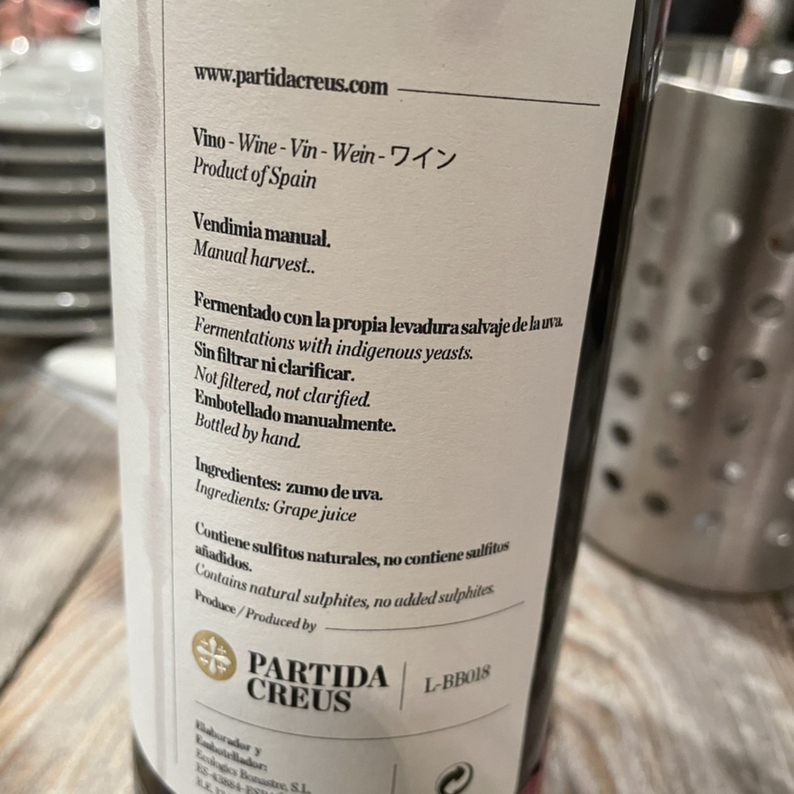 www.partidacreus.com
Vino - Wine - Vin - Wein - ワイン
Product of Spain
Vendimia manual.
Manual harvest..
Fermentado con la propia levadura salvaje de la uva.
Fermentations with indigenous yeasts.
Sin filtrar ni clarificar.
Not filtered, not clarified.
Embotellado manualmente.
Bottled by hand.
Ingredientes: zumo de uva.
Ingredients: Grape juice
Contiene sulfitos naturales, no contiene sulfitos
añadidos.
Contains natural sulphites, no added sulphites.
Produce / Produced by
PARTIDA
CREUS
L-BB018
Elaborador y
Embotellador:
Ecologics Bonastre, S.L.